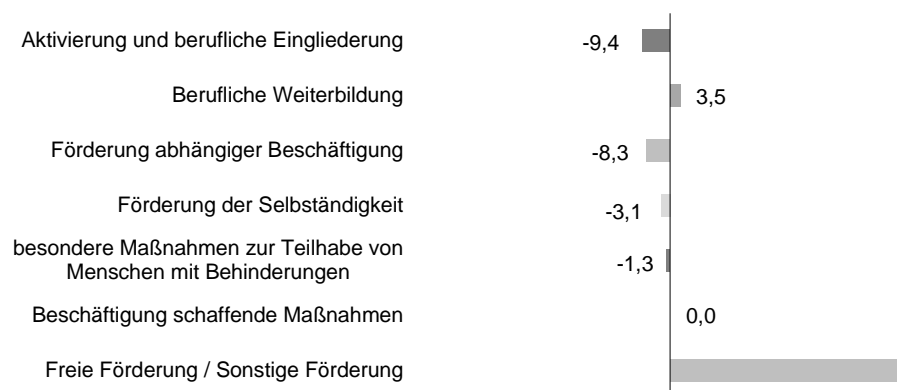 Aktivierung und berufliche Eingliederung -9,4
Berufliche Weiterbildung 3,5
Förderung abhängiger Beschäftigung -8,3
Förderung der Selbständigkeit -3,1
besondere Maßnahmen zur Teilhabe von
Menschen mit Behinderungen -1,3
Beschäftigung schaffende Maßnahmen 0,0
Freie Förderung / Sonstige Förderung